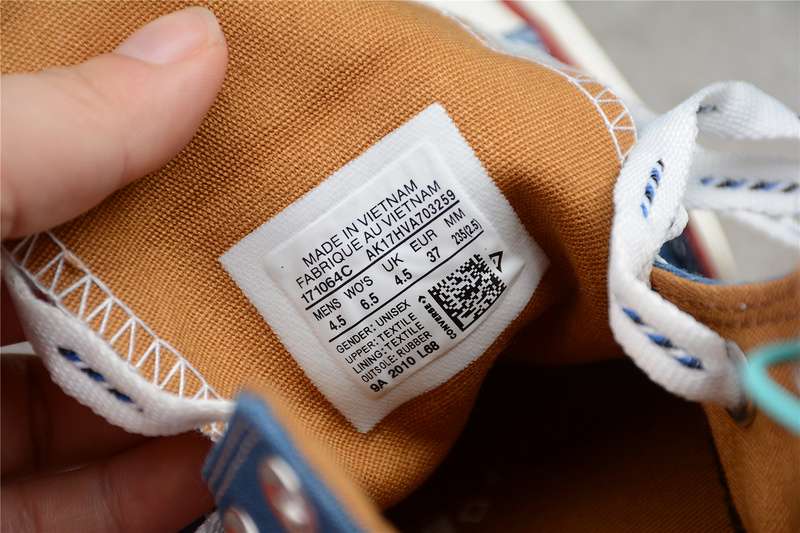 MADE IN VIETNAM
FABRIQUE AU VIETNAM
171064C AK17HVA703259
MENS WO'S UK EUR MM
4.5 6.5 4.5 37 235(2.5)
GENDER: UNISEX
UPPER: TEXTILE
LINING: TEXTILE
OUTSOLE: RUBBER
9A 2010 L68
CONVERSE